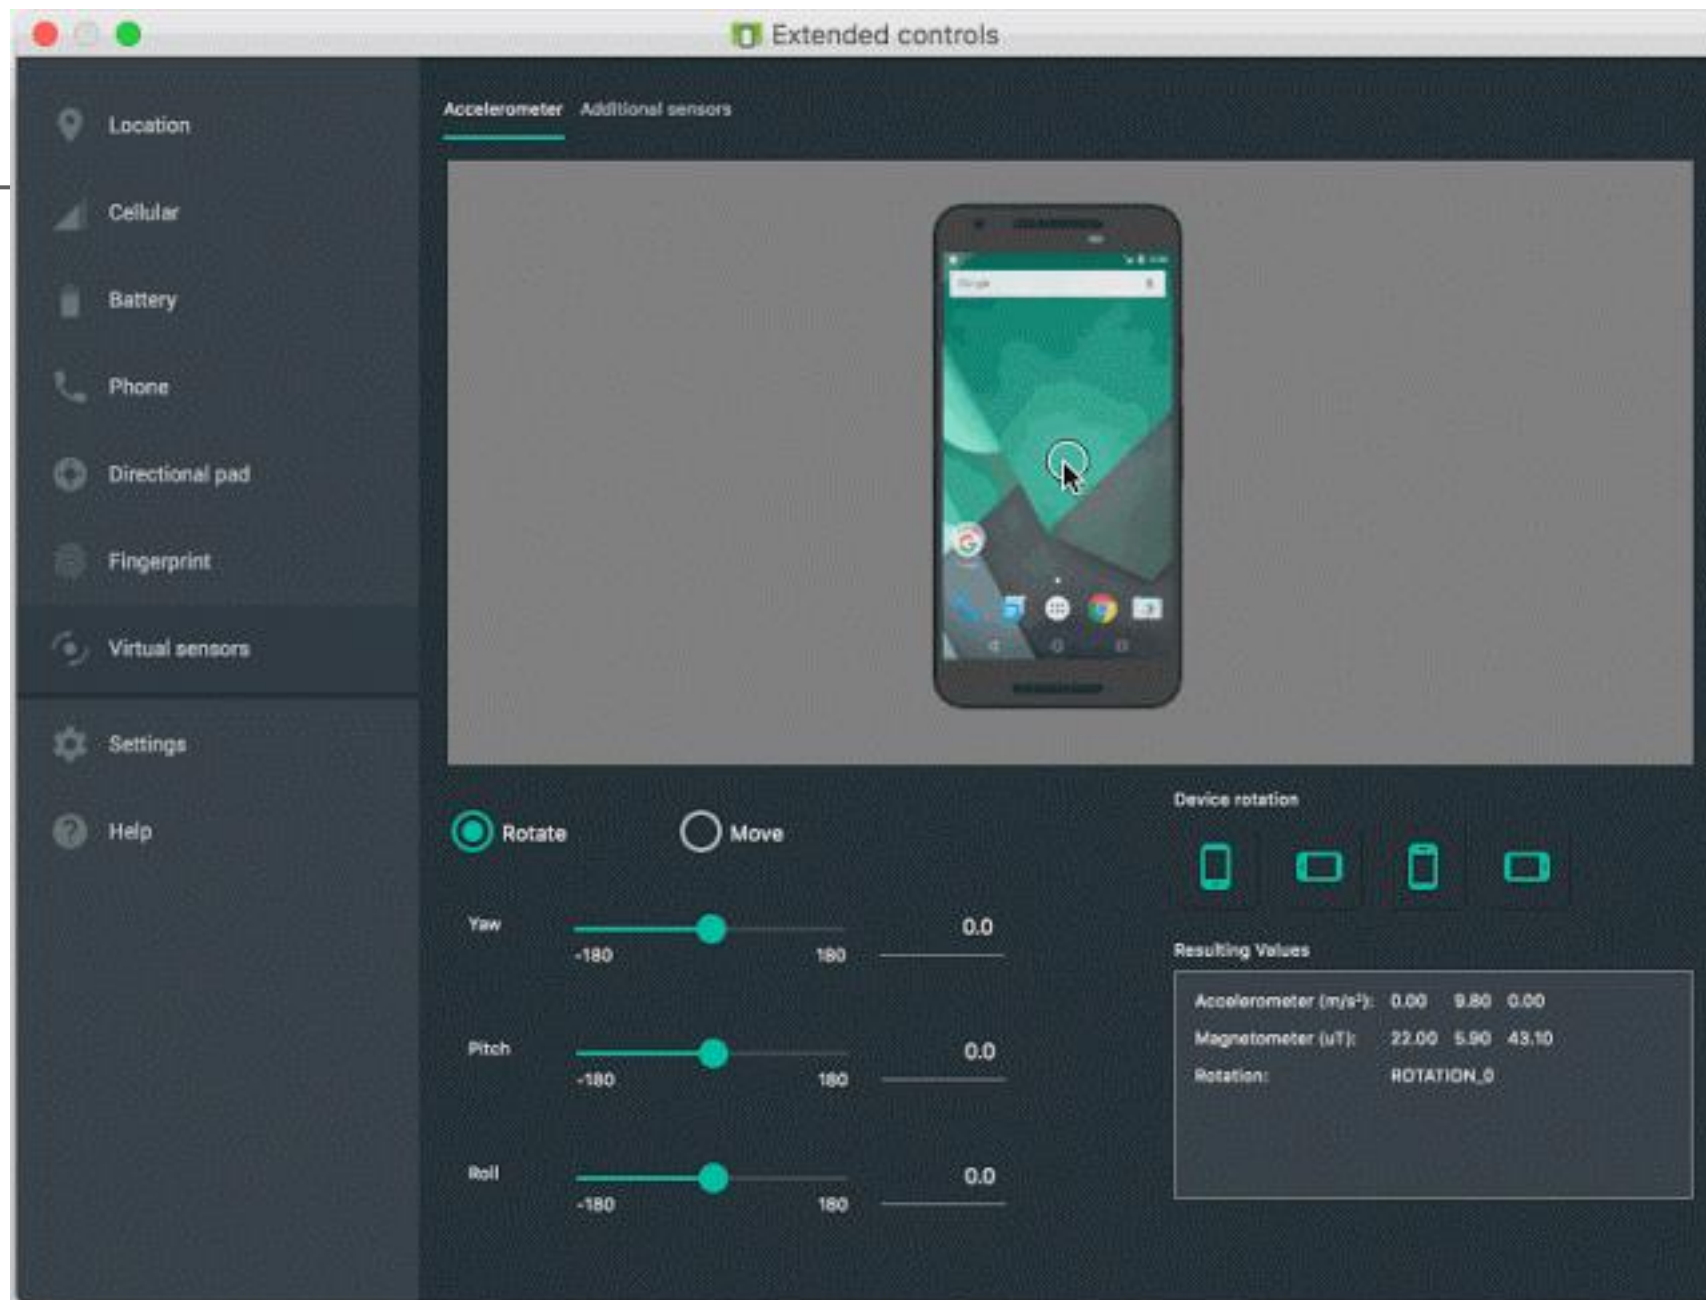 Extended controls
Location
Cellular
Battery
Phone
Directional pad
Fingerprint
Virtual sensors
Settings
Help
Accelerometer Additional sensors
Rotate Move
Yaw 0.0
-180 180
Pitch 0.0
-180 180
Roll 0.0
-180 180
Device rotation
Resulting Values
Accelerometer (m/s²): 0.00 9.80 0.00
Magnetometer (uT): 22.00 5.90 43.10
Rotation: ROTATION_0